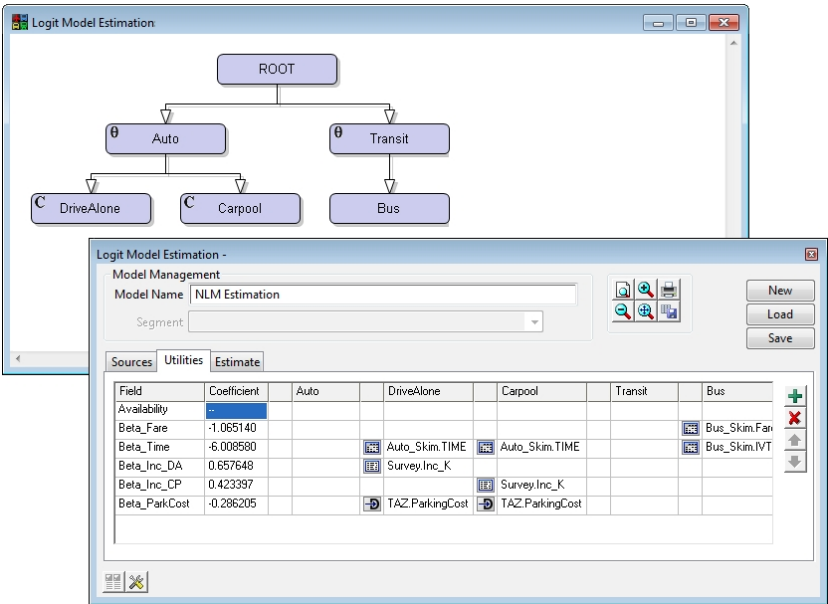 Logit Model Estimation
ROOT
θ Auto
θ Transit
C DriveAlone
C Carpool
Bus
Logit Model Estimation -
Model Management
Model Name NLM Estimation
Segment
New
Load
Save
Sources Utilities Estimate
Field Coefficient Auto DriveAlone Carpool Transit Bus
Availability --
Beta_Fare -1.065140 Bus_Skim.Fare
Beta_Time -6.008580 Auto_Skim.TIME Auto_Skim.TIME Bus_Skim.IVT
Beta_Inc_DA 0.657648 Survey.Inc_K
Beta_Inc_CP 0.423397 Survey.Inc_K
Beta_ParkCost -0.286205 TAZ.ParkingCost TAZ.ParkingCost